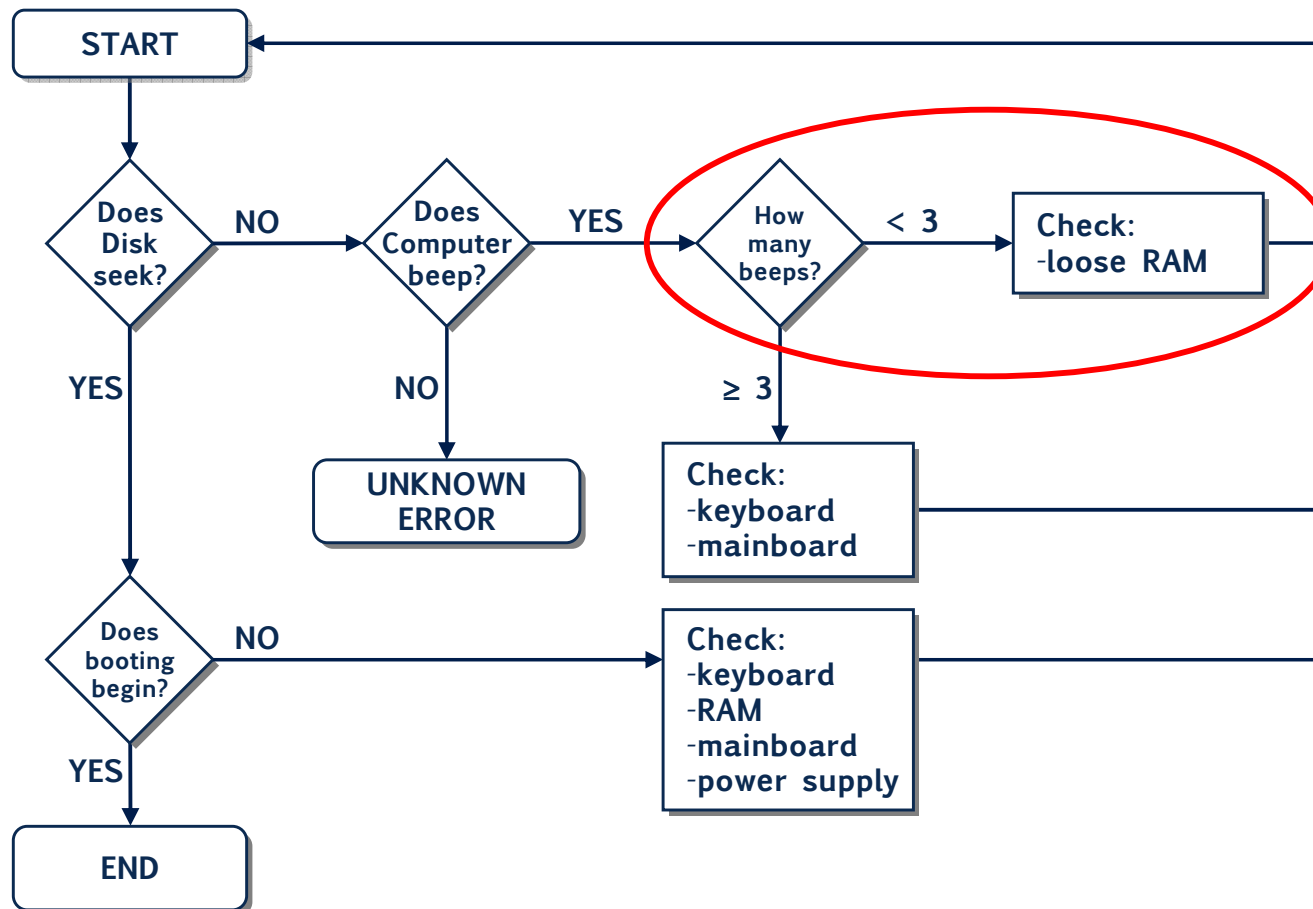 START
Does
Disk
seek?
NO
Does
Computer
beep?
YES
How
many
beeps?
< 3
Check:
-loose RAM
YES
NO
≥ 3
UNKNOWN
ERROR
Check:
-keyboard
-mainboard
Does
booting
begin?
NO
Check:
-keyboard
-RAM
-mainboard
-power supply
YES
END